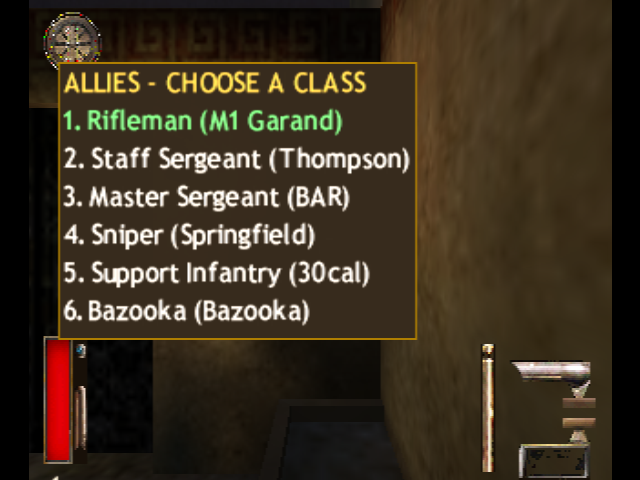 ALLIES - CHOOSE A CLASS
1. Rifleman (M1 Garand)
2. Staff Sergeant (Thompson)
3. Master Sergeant (BAR)
4. Sniper (Springfield)
5. Support Infantry (30cal)
6. Bazooka (Bazooka)